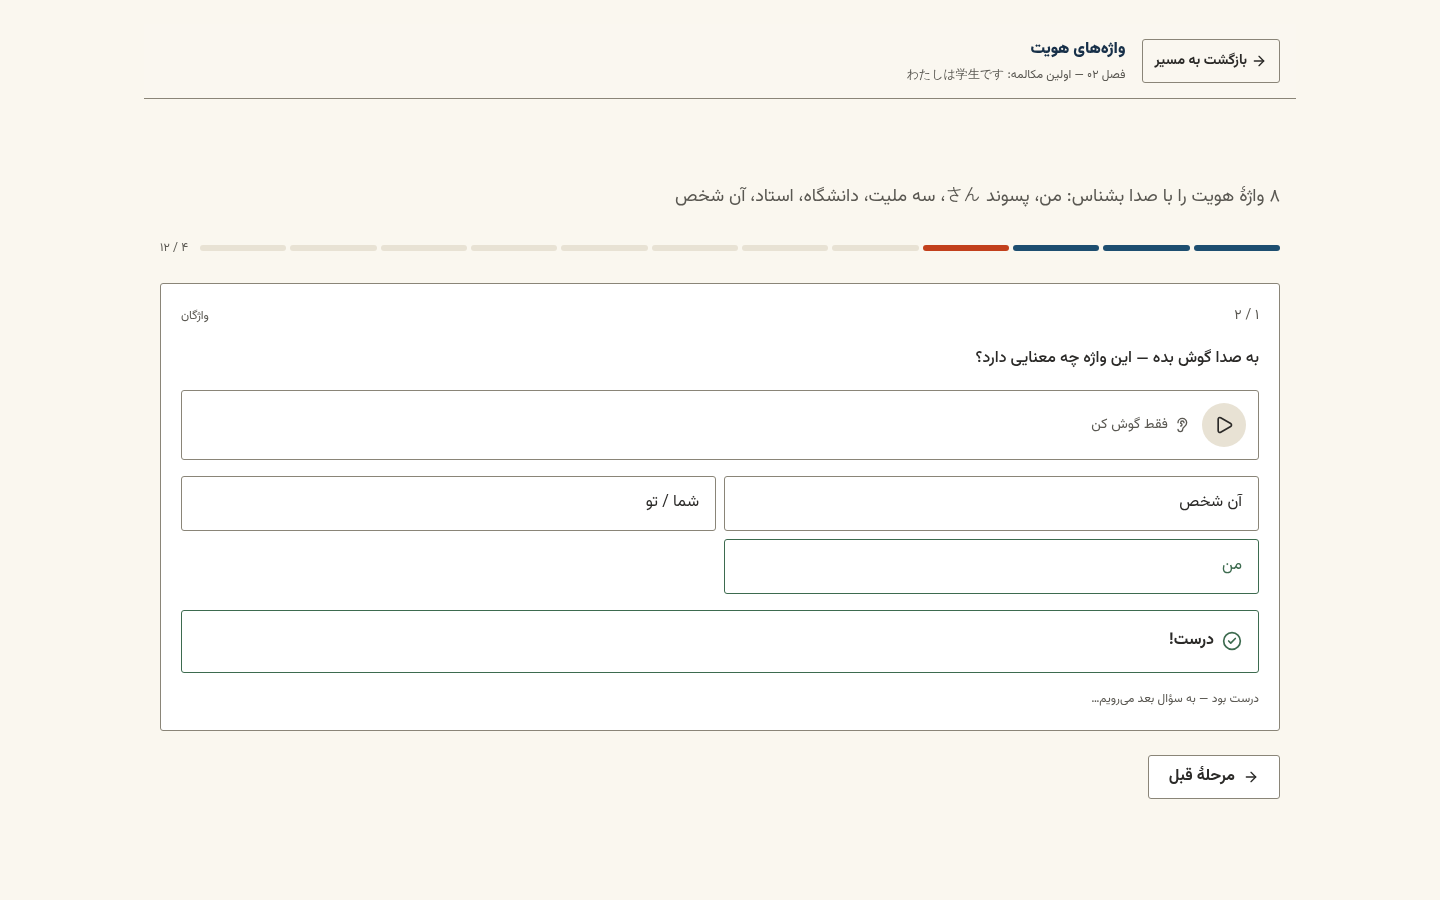 بازگشت به مسیر
واژه‌های هویت
فصل ۰۲ — اولین مکالمه: わたしは学生です
۸ واژهٔ هویت را با صدا بشناس: من، پسوند さん، سه ملیت، دانشگاه، استاد، آن شخص
۴ / ۱۲
۱ / ۲
واژگان
به صدا گوش بده — این واژه چه معنایی دارد؟
فقط گوش کن
آن شخص
شما / تو
من
درست!
درست بود — به سؤال بعد می‌رویم…
مرحلهٔ قبل